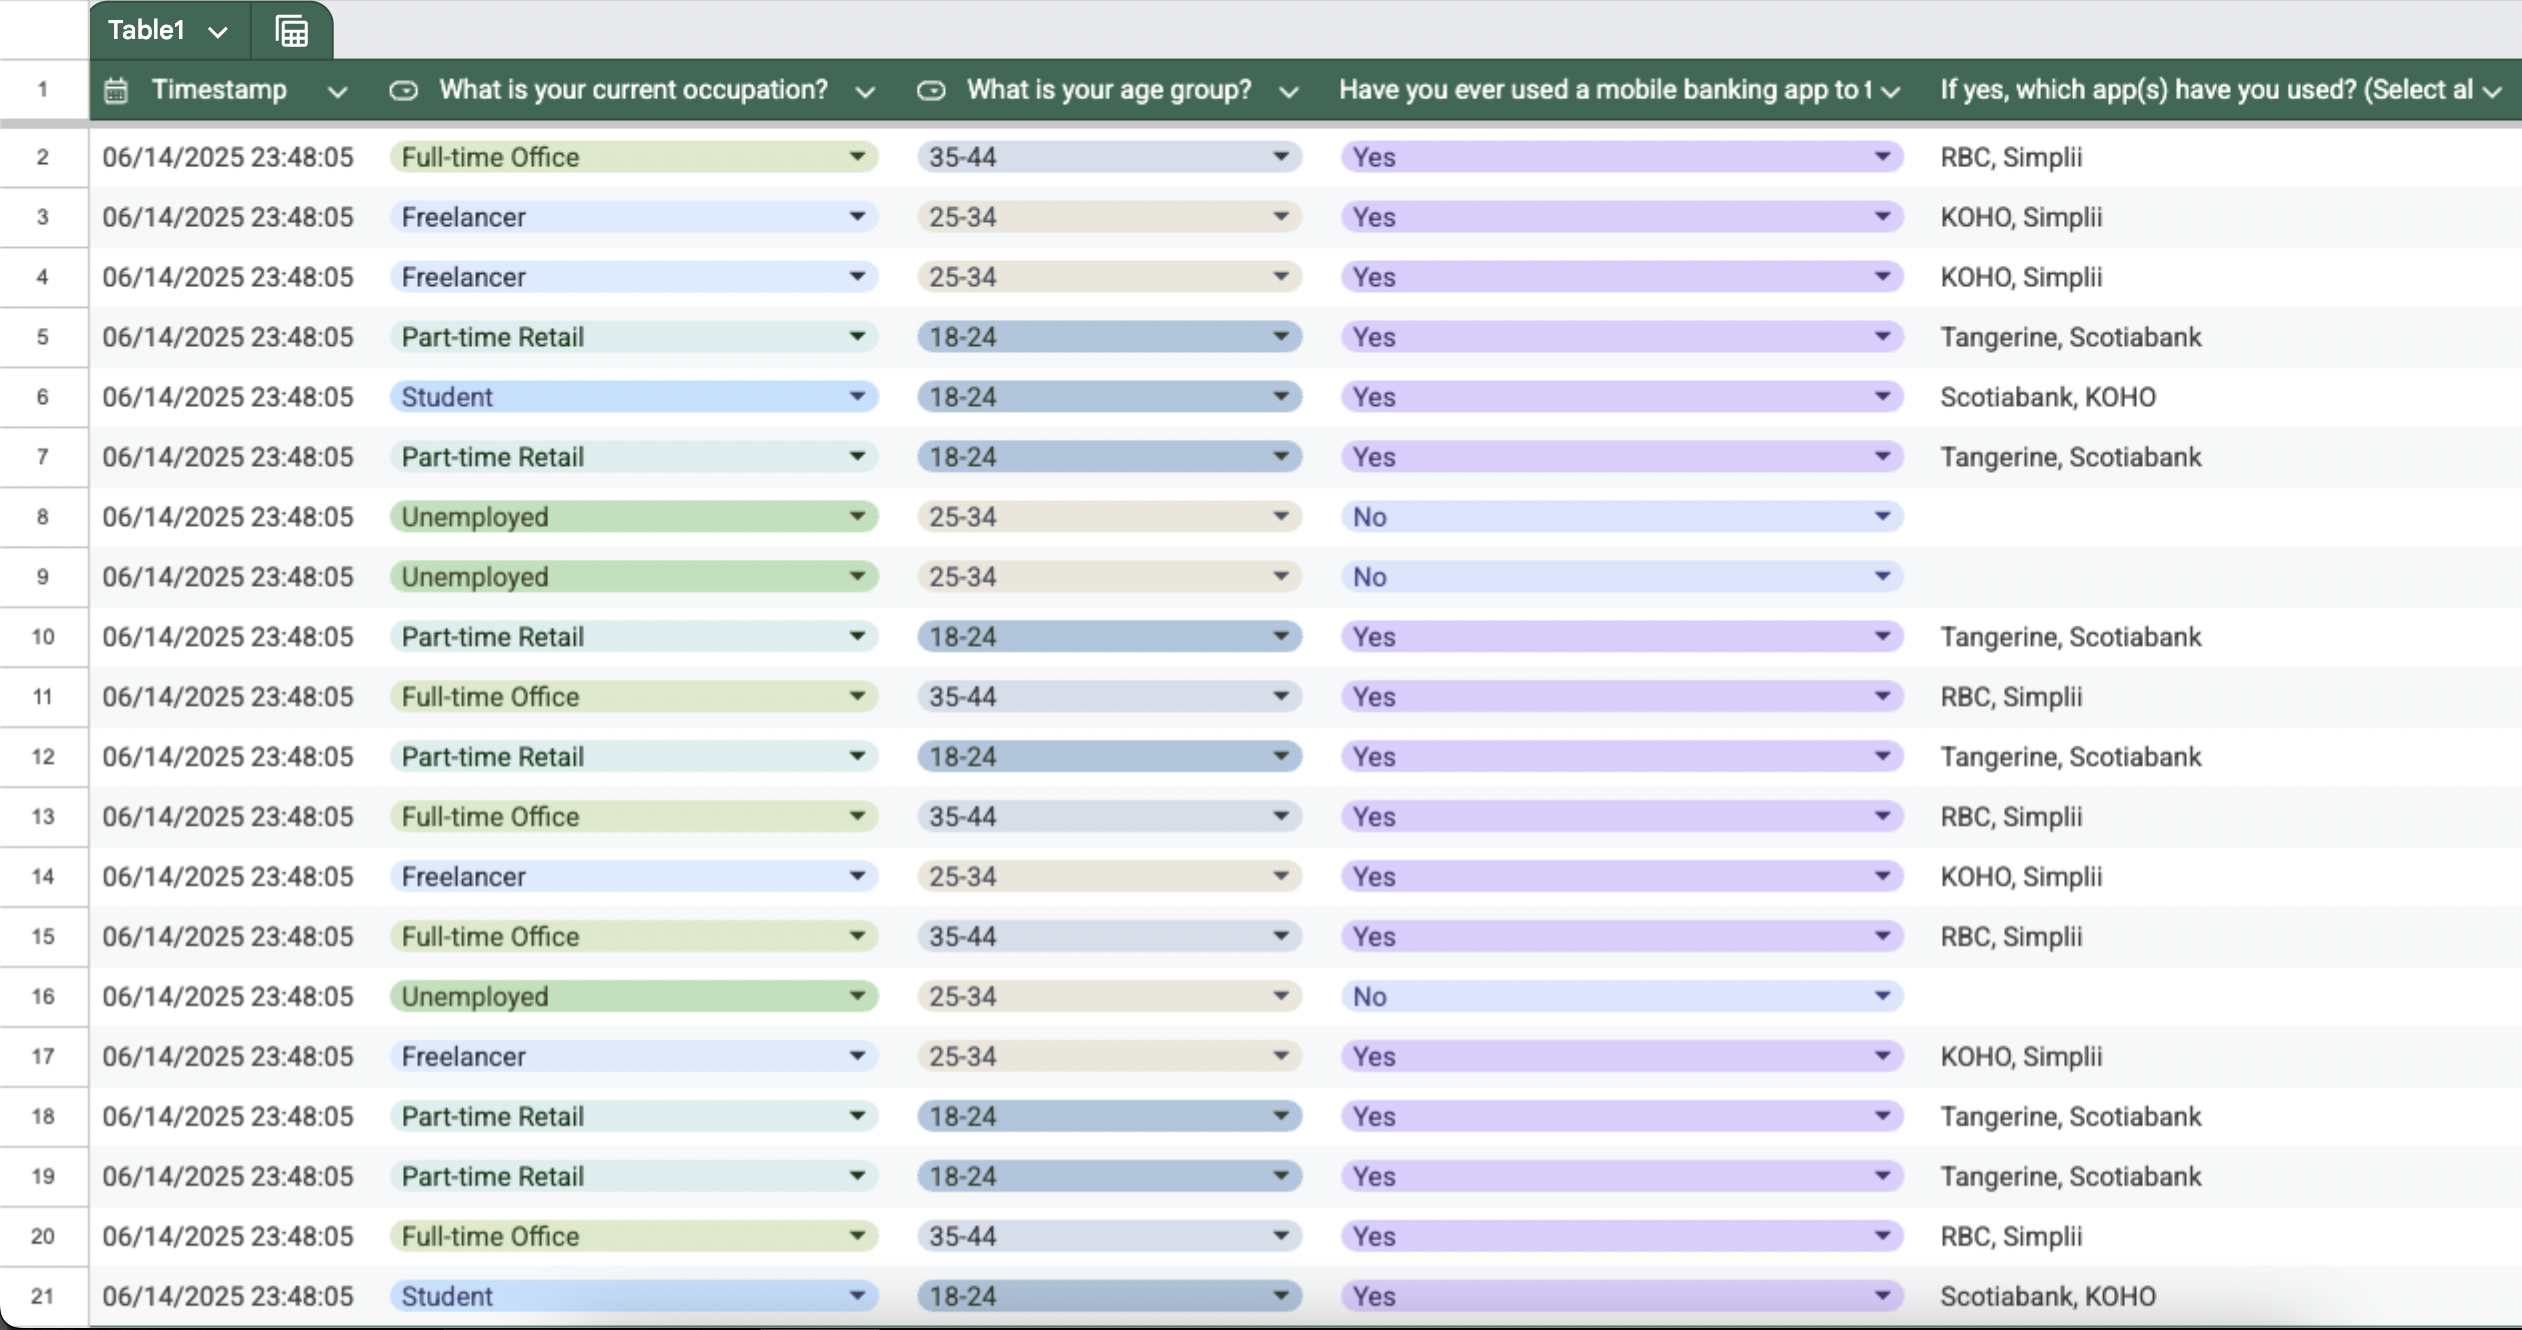 Table1
1 Timestamp What is your current occupation? What is your age group? Have you ever used a mobile banking app to t If yes, which app(s) have you used? (Select al
2 06/14/2025 23:48:05 Full-time Office 35-44 Yes RBC, Simplii
3 06/14/2025 23:48:05 Freelancer 25-34 Yes KOHO, Simplii
4 06/14/2025 23:48:05 Freelancer 25-34 Yes KOHO, Simplii
5 06/14/2025 23:48:05 Part-time Retail 18-24 Yes Tangerine, Scotiabank
6 06/14/2025 23:48:05 Student 18-24 Yes Scotiabank, KOHO
7 06/14/2025 23:48:05 Part-time Retail 18-24 Yes Tangerine, Scotiabank
8 06/14/2025 23:48:05 Unemployed 25-34 No
9 06/14/2025 23:48:05 Unemployed 25-34 No
10 06/14/2025 23:48:05 Part-time Retail 18-24 Yes Tangerine, Scotiabank
11 06/14/2025 23:48:05 Full-time Office 35-44 Yes RBC, Simplii
12 06/14/2025 23:48:05 Part-time Retail 18-24 Yes Tangerine, Scotiabank
13 06/14/2025 23:48:05 Full-time Office 35-44 Yes RBC, Simplii
14 06/14/2025 23:48:05 Freelancer 25-34 Yes KOHO, Simplii
15 06/14/2025 23:48:05 Full-time Office 35-44 Yes RBC, Simplii
16 06/14/2025 23:48:05 Unemployed 25-34 No
17 06/14/2025 23:48:05 Freelancer 25-34 Yes KOHO, Simplii
18 06/14/2025 23:48:05 Part-time Retail 18-24 Yes Tangerine, Scotiabank
19 06/14/2025 23:48:05 Part-time Retail 18-24 Yes Tangerine, Scotiabank
20 06/14/2025 23:48:05 Full-time Office 35-44 Yes RBC, Simplii
21 06/14/2025 23:48:05 Student 18-24 Yes Scotiabank, KOHO